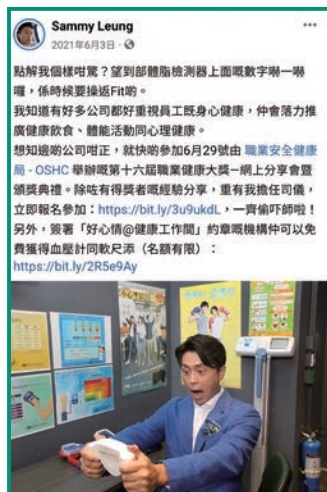 Sammy Leung
2021年6月3日 ·
點解我個樣咁驚？望到部體脂檢測器上面嘅數字嚇一嚇
囉，係時候要操返Fit喲。
我知道有好多公司都好重視員工既身心健康，仲會落力推
廣健康飲食、體能活動同心理健康。
想知邊啲公司咁正，就快啲參加6月29號由 職業安全健康
局 - OSHC 舉辦嘅第十六屆職業健康大獎—網上分享會暨
頒獎典禮。除咗有得獎者嘅經驗分享，重有我擔任司儀，
立即報名參加：https://bit.ly/3u9ukdL，一齊偷吓師啦！
另外，簽署「好心情@健康工作間」約章嘅機構仲可以免
費獲得血壓計同軟尺添（名額有限）：
https://bit.ly/2R5e9Ay